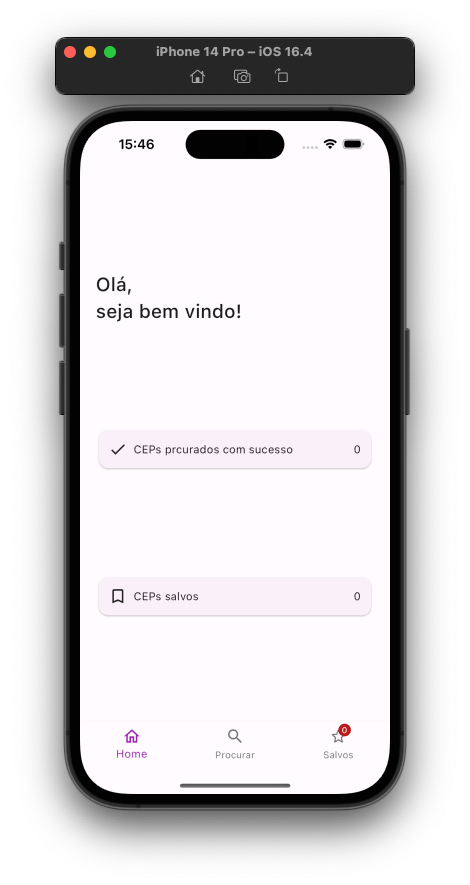 iPhone 14 Pro – iOS 16.4
15:46
Olá,
seja bem vindo!
CEPs prcurados com sucesso 0
CEPs salvos 0
0
Home Procurar Salvos